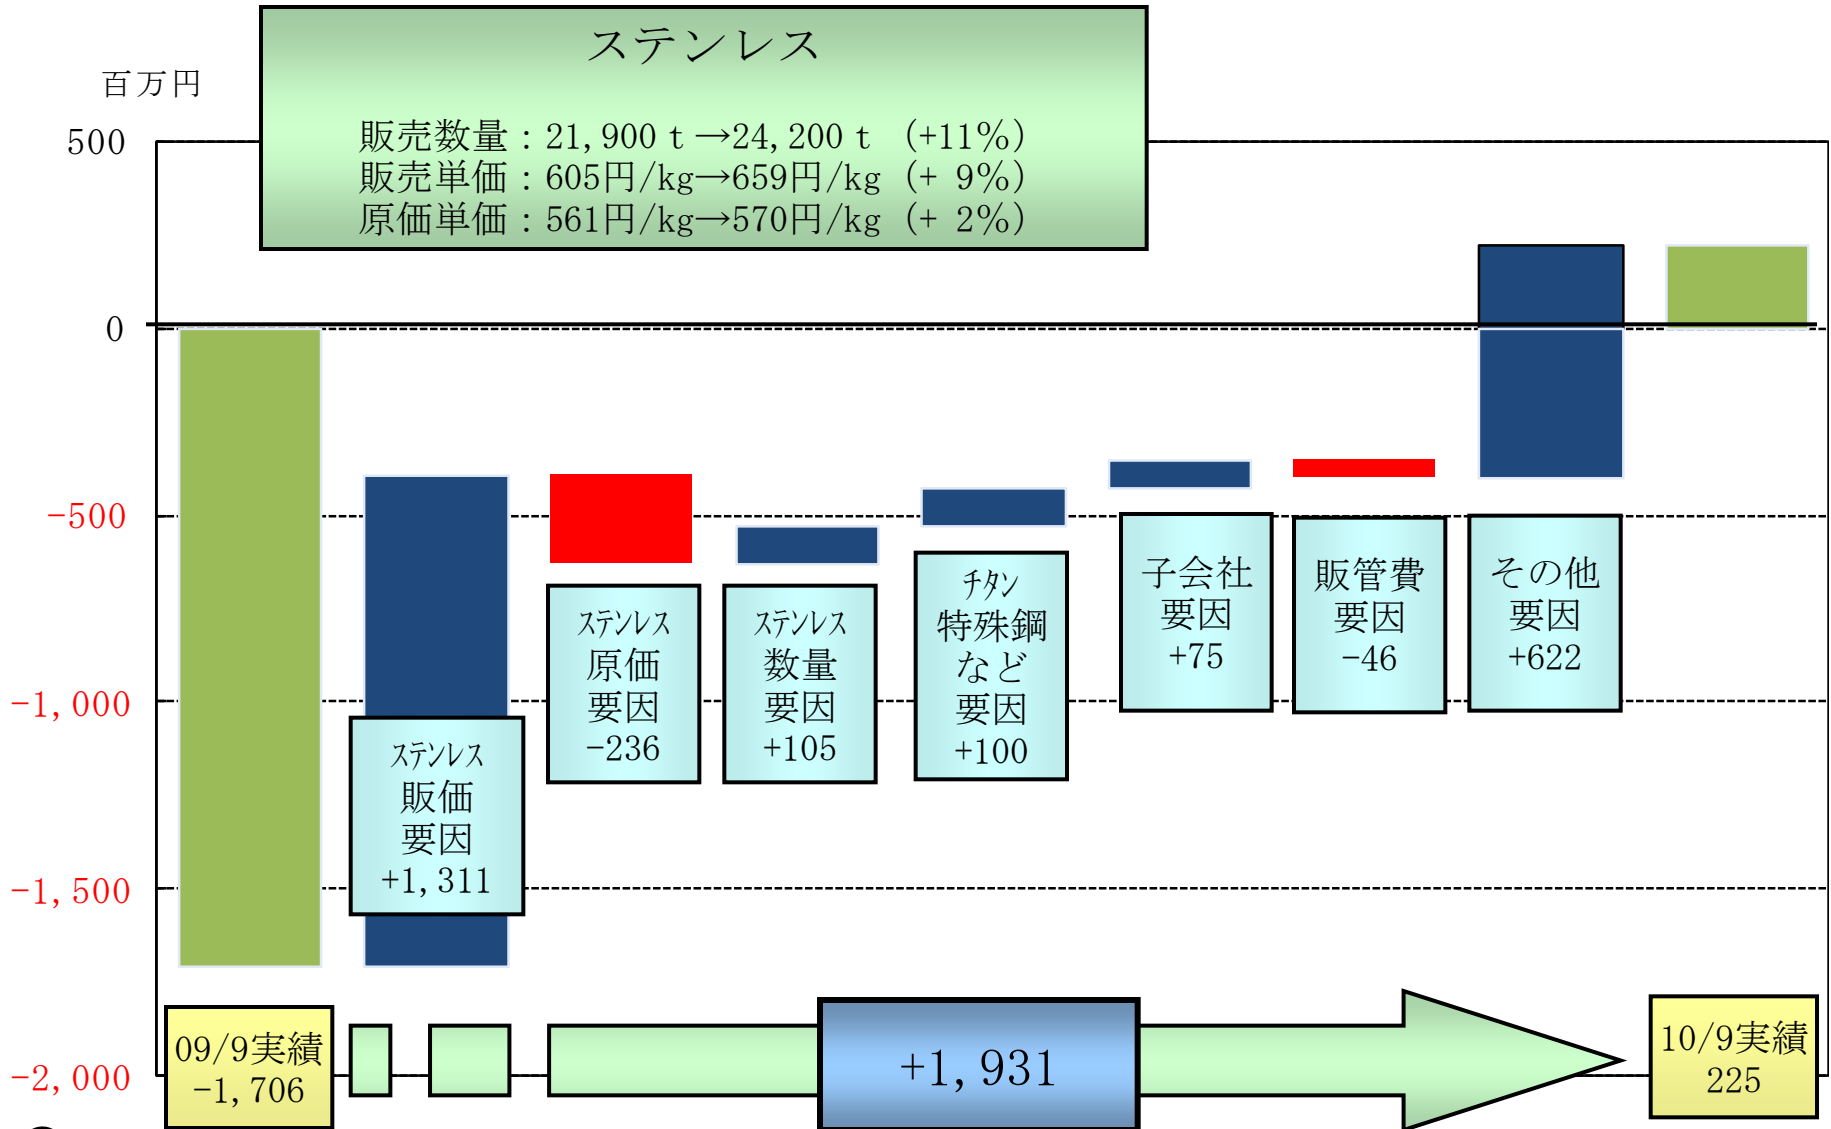 ステンレス
百万円
販売数量：21,900ｔ→24,200ｔ（+11％）
販売単価：605円/kg→659円/kg（+ 9％）
原価単価：561円/kg→570円/kg（+ 2％）
500
0
-500
-1,000
-1,500
-2,000
ｽﾃﾝﾚｽ
販価
要因
+1,311
ｽﾃﾝﾚｽ
原価
要因
-236
ｽﾃﾝﾚｽ
数量
要因
+105
ﾁﾀﾝ
特殊鋼
など
要因
+100
子会社
要因
+75
販管費
要因
-46
その他
要因
+622
09/9実績
-1,706
+1,931
10/9実績
225